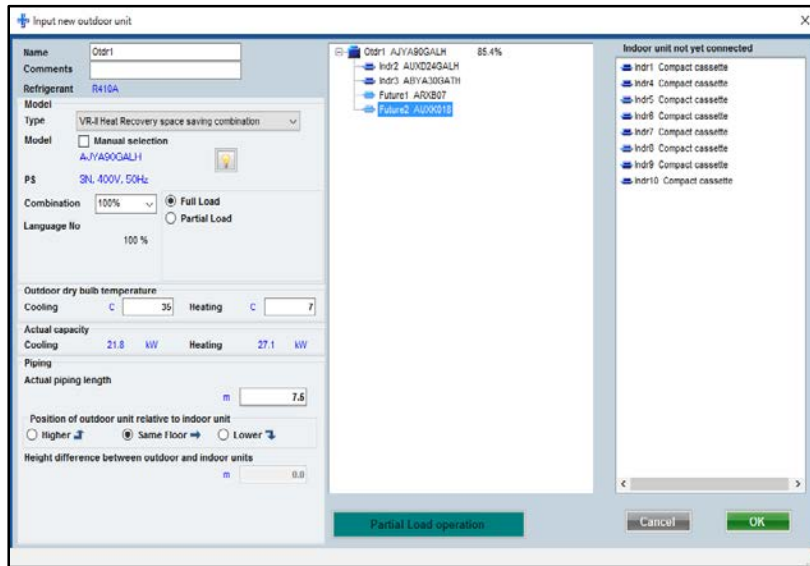 Input new outdoor unit
X
Name Otdr1
Comments
Refrigerant R410A
Model
Type VR-II Heat Recovery space saving combination
Model Manual selection
AJYA90GALH
PS 3N, 400V, 50Hz
Combination 100% Full Load
Partial Load
Language No
100 %
Outdoor dry bulb temperature
Cooling C 35 Heating C 7
Actual capacity
Cooling 21.8 kW Heating 27.1 kW
Piping
Actual piping length
m 7.5
Position of outdoor unit relative to indoor unit
Higher Same Floor Lower
Height difference between outdoor and indoor units
m 0.0
Otdr1 AJYA90GALH 85.4%
Indr2 AUXD24GALH
Indr3 ABYA30GATH
Future1 ARXB07
Future2 AUXK018
Partial Load operation
Indoor unit not yet connected
Indr1 Compact cassette
Indr4 Compact cassette
Indr5 Compact cassette
Indr6 Compact cassette
Indr7 Compact cassette
Indr8 Compact cassette
Indr9 Compact cassette
Indr10 Compact cassette
Cancel OK